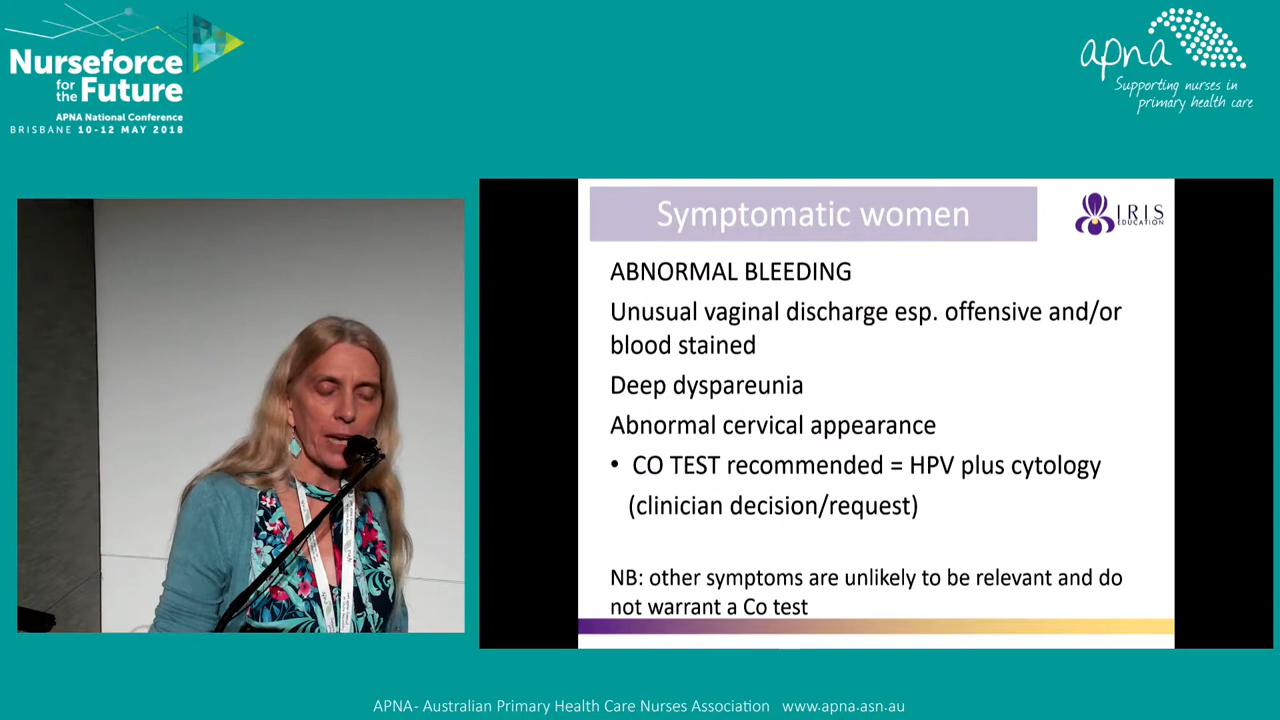 Nurseforce
for the Future
APNA National Conference
BRISBANE 10-12 MAY 2018
apna
Supporting nurses in
primary health care
Symptomatic women
IRIS
EDUCATION
ABNORMAL BLEEDING
Unusual vaginal discharge esp. offensive and/or
blood stained
Deep dyspareunia
Abnormal cervical appearance
• CO TEST recommended = HPV plus cytology
(clinician decision/request)
NB: other symptoms are unlikely to be relevant and do
not warrant a Co test
APNA- Australian Primary Health Care Nurses Association www.apna.asn.au